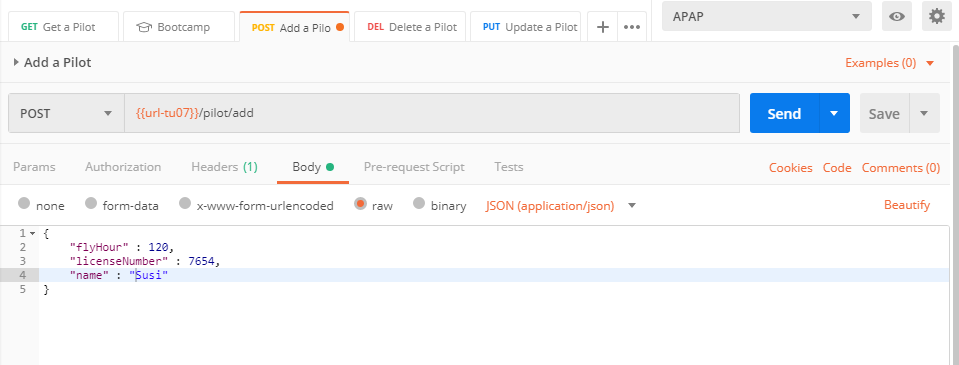 GET Get a Pilot Bootcamp POST Add a Pilo DEL Delete a Pilot PUT Update a Pilot + ••• APAP
Add a Pilot Examples (0)
POST {{url-tu07}}/pilot/add Send Save
Params Authorization Headers (1) Body Pre-request Script Tests Cookies Code Comments (0)
none form-data x-www-form-urlencoded raw binary JSON (application/json) Beautify
1 {
2 "flyHour" : 120,
3 "licenseNumber" : 7654,
4 "name" : "Susi"
5 }